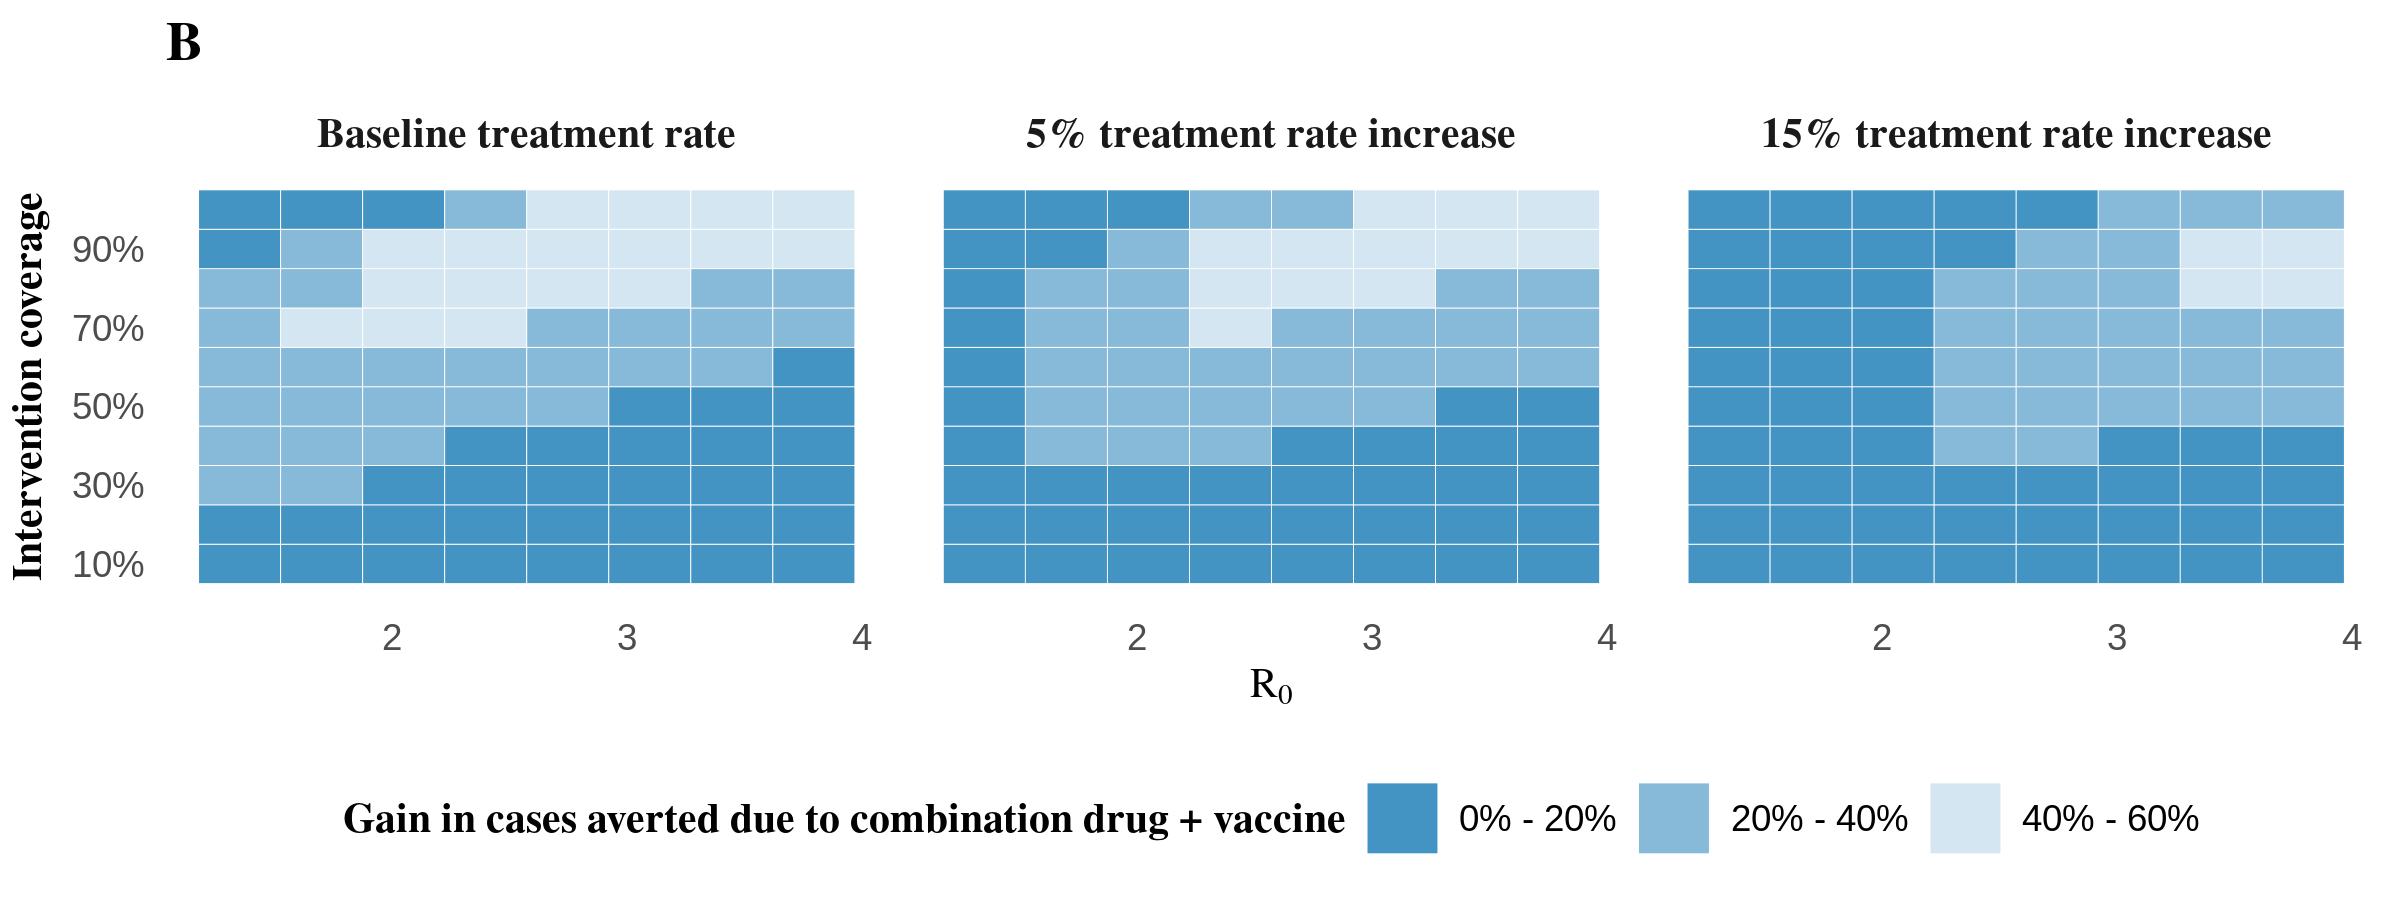 B
Baseline treatment rate
5% treatment rate increase
15% treatment rate increase
Intervention coverage
90%
70%
50%
30%
10%
2 3 4
2 3 4
2 3 4
R₀
Gain in cases averted due to combination drug + vaccine 0% - 20% 20% - 40% 40% - 60%